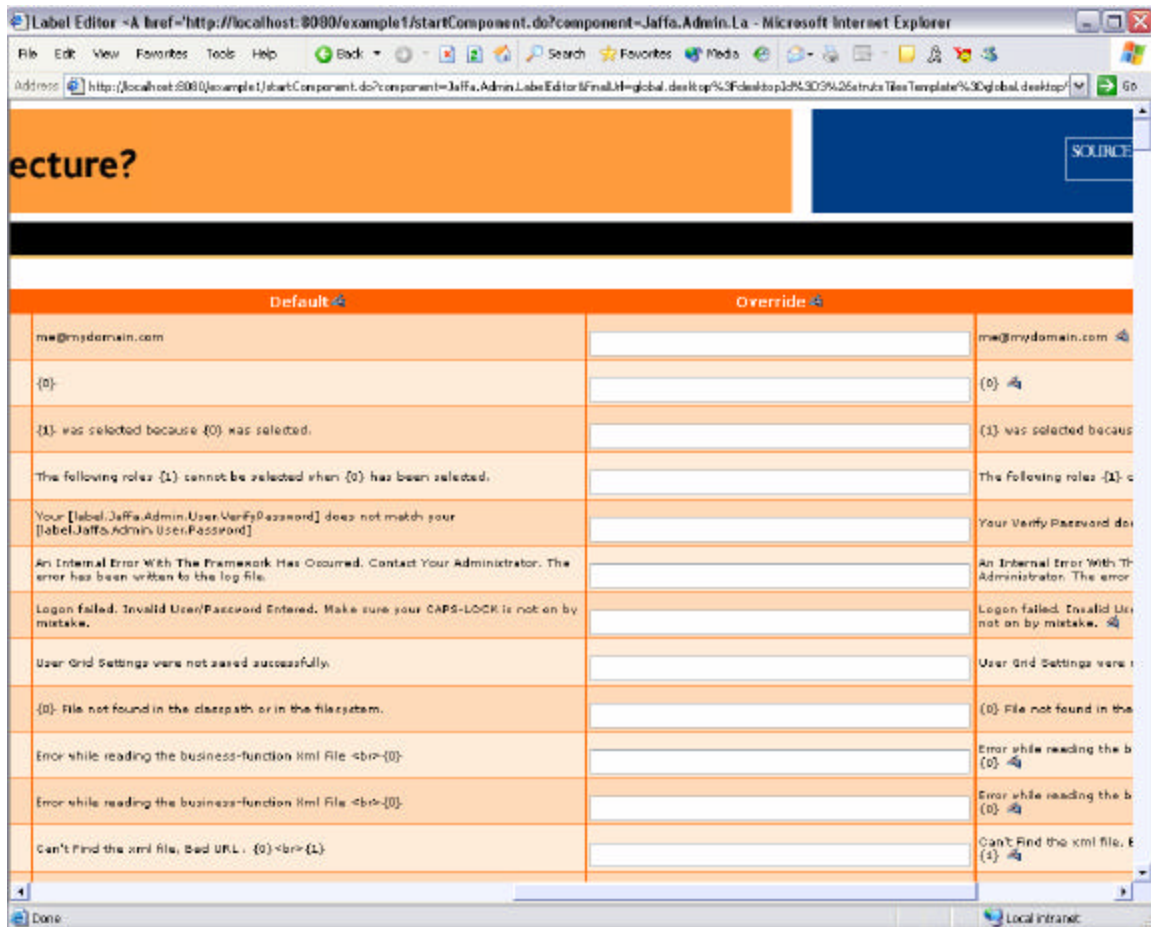 Label Editor <A href='http://localhost:8080/example1/startComponent.do?component=Jaffa.Admin.La - Microsoft Internet Explorer
File Edit View Favorites Tools Help Back Search Favorites Media
Address http://localhost:8080/example1/startComponent.do?component=Jaffa.Admin.LabelEditor&FinalUrl=global.desktop%3FdesktopId%3D3%26strutsTilesTemplate%3Dglobal.desktop Go
ecture?
SOURCE
Default Override
me@mydomain.com me@mydomain.com
{0} {0}
{1} was selected because {0} was selected. {1} was selected becaus
The following roles {1} cannot be selected when {0} has been selected. The following roles {1} c
Your [label.Jaffa.Admin.User.VerifyPassword] does not match your
[label.Jaffa.Admin.User.Password]
Your Verify Password do
An Internal Error With The Framework Has Occurred. Contact Your Administrator. The
error has been written to the log file.
An Internal Error With Th
Administrator. The error
Logon failed. Invalid User/Password Entered. Make sure your CAPS-LOCK is not on by
mistake.
Logon failed. Invalid Use
not on by mistake.
User Grid Settings were not saved successfully. User Grid Settings were
{0} File not found in the classpath or in the filesystem. {0} File not found in the
Error while reading the business-function Xml File <br>{0}
Error while reading the b
{0}
Error while reading the business-function Xml File <br>{0}
Error while reading the b
{0}
Can't Find the xml file, Bad URL . {0}<br>{1}
Can't Find the xml file, B
{1}
Done Local intranet